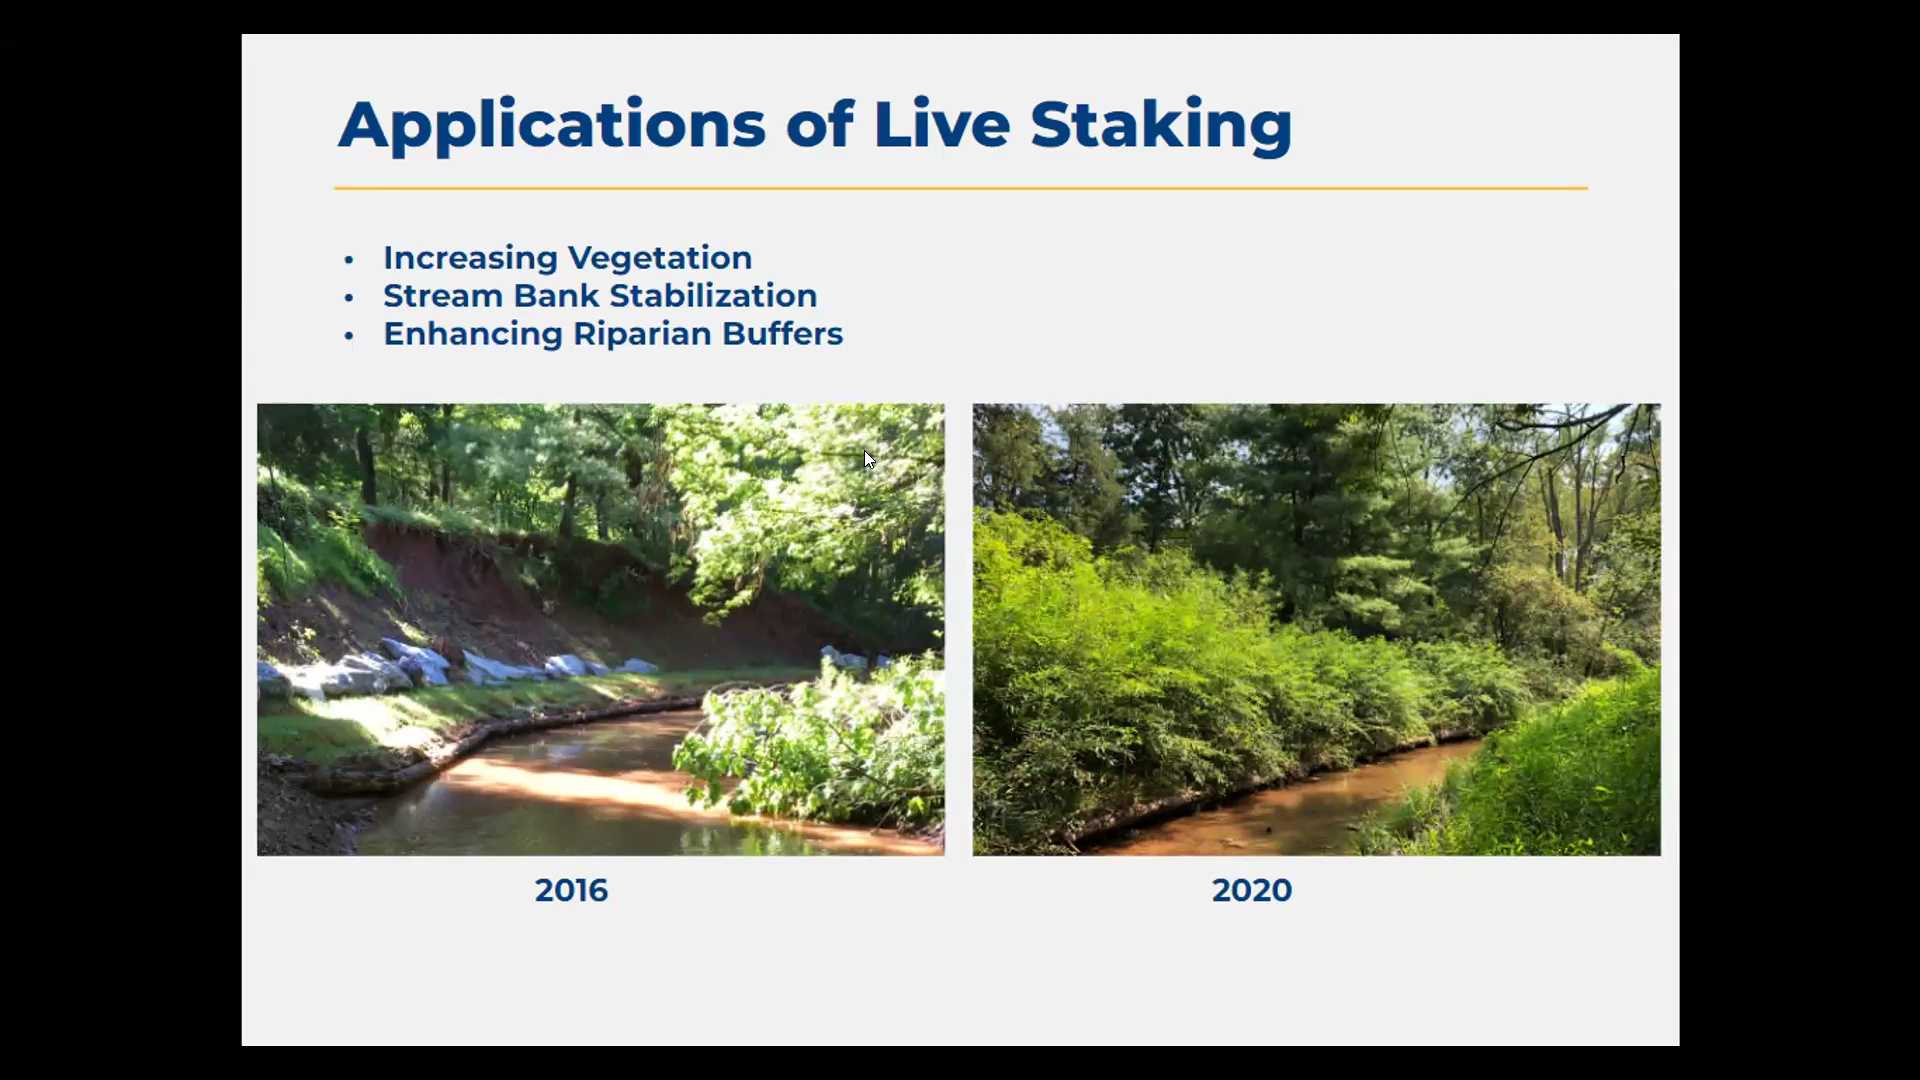 Applications of Live Staking
• Increasing Vegetation
• Stream Bank Stabilization
• Enhancing Riparian Buffers
2016
2020